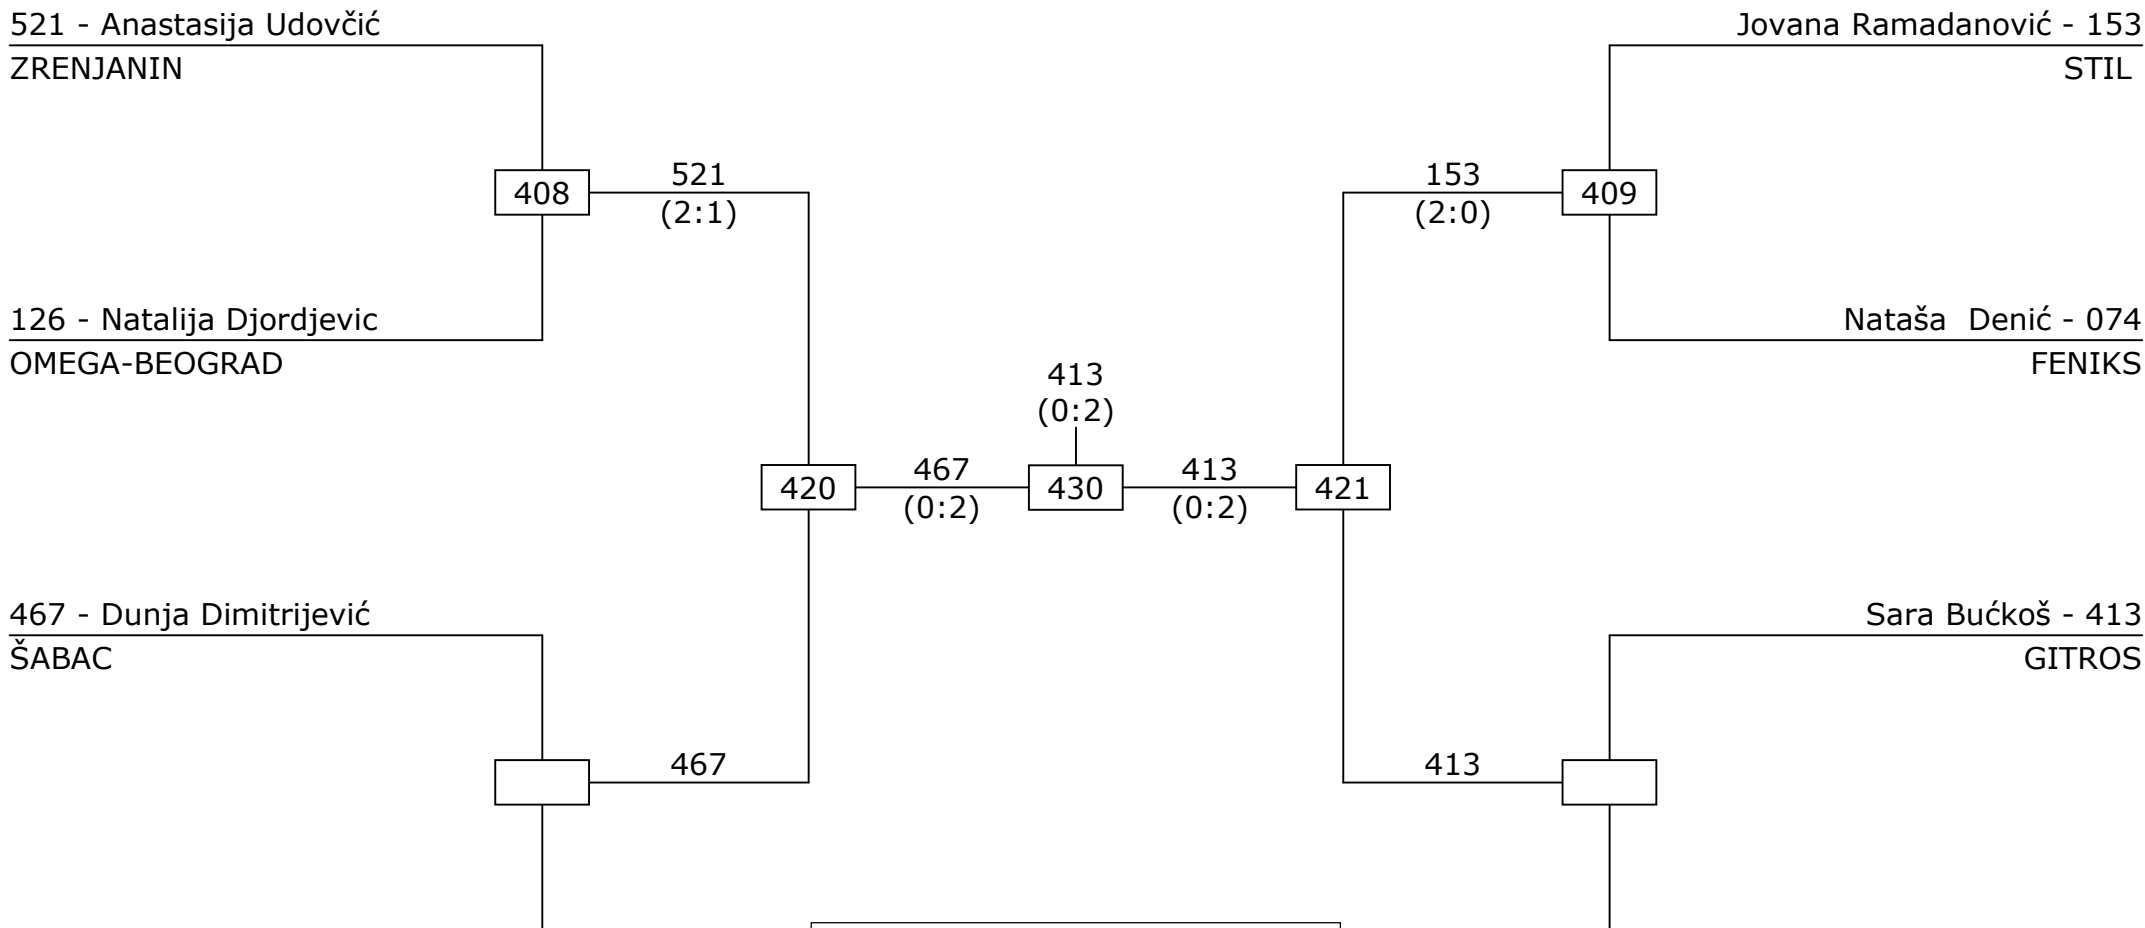 521 - Anastasija Udovčić
Jovana Ramadanović - 153
ZRENJANIN
STIL
521
153
408
409
(2:1)
(2:0)
126 - Natalija Djordjevic
Nataša  Denić - 074
OMEGA-BEOGRAD
FENIKS
413
(0:2)
467
413
420
430
421
(0:2)
(0:2)
467 - Dunja Dimitrijević
Sara Bućkoš - 413
ŠABAC
GITROS
467
413